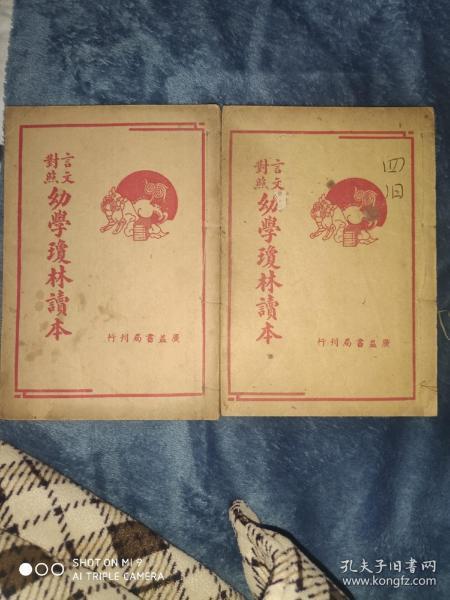 言文
對照
幼學瓊林讀本
廣益書局刊行
言文
對照
幼學瓊林讀本
廣益書局刊行
四旧
SHOT ON MI 9
AI TRIPLE CAMERA
孔夫子旧书网
www.kongfz.com